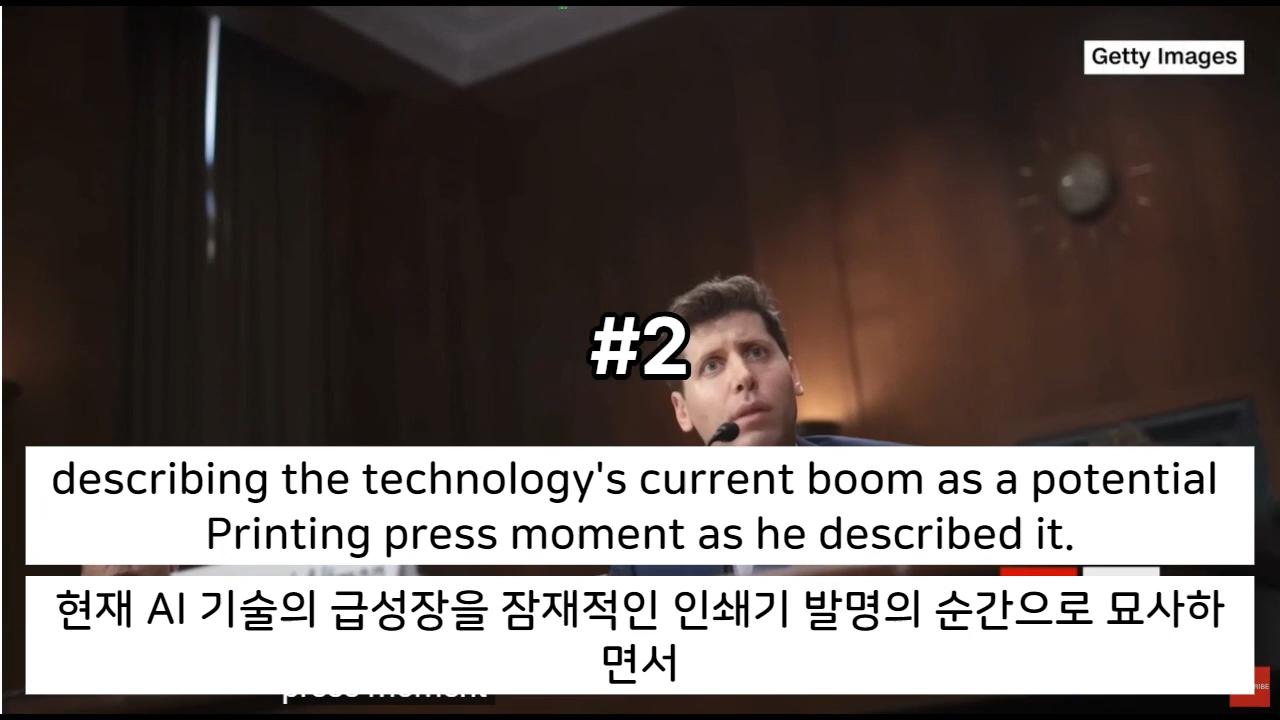 Getty Images
#2
describing the technology's current boom as a potential
Printing press moment as he described it.
현재 AI 기술의 급성장을 잠재적인 인쇄기 발명의 순간으로 묘사하
면서
press moment